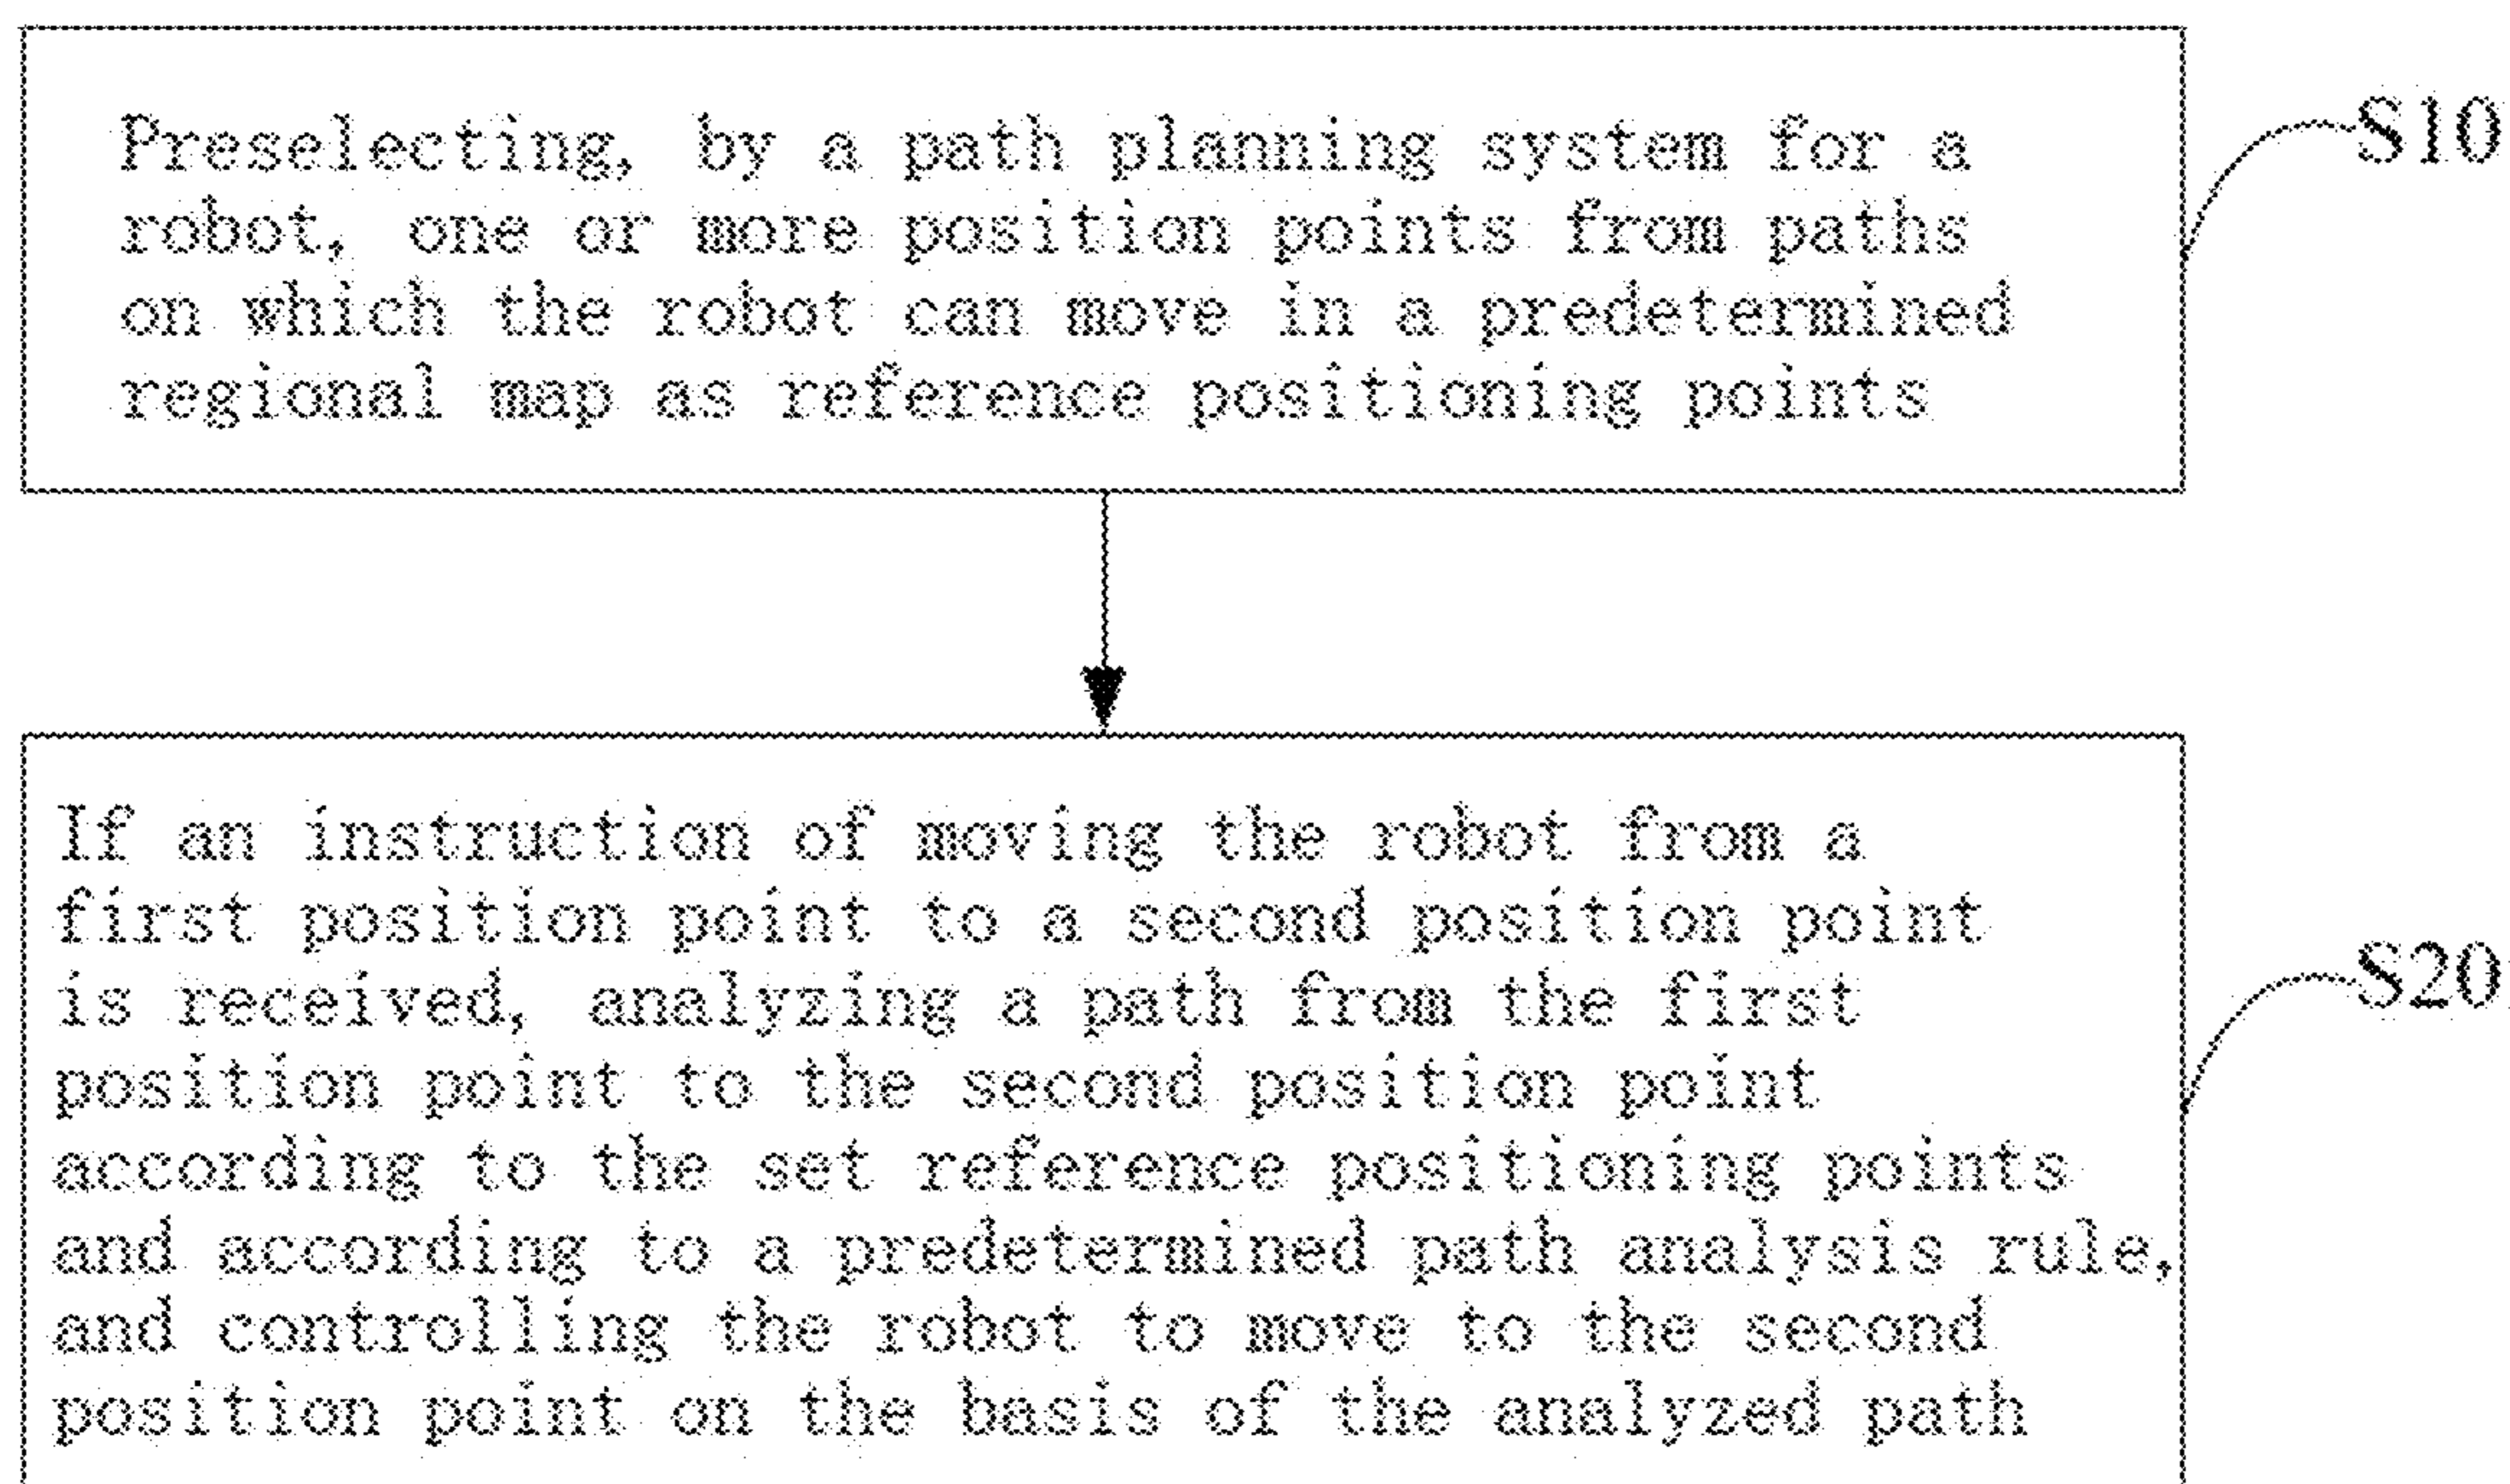 Preselecting, by a path planning system for a
robot, one or more position points from paths
on which the robot can move in a predetermined
regional map as reference positioning points
S10
If an instruction of moving the robot from a
first position point to a second position point
is received, analyzing a path from the first
position point to the second position point
according to the set reference positioning points
and according to a predetermined path analysis rule,
and controlling the robot to move to the second
position point on the basis of the analyzed path
S20